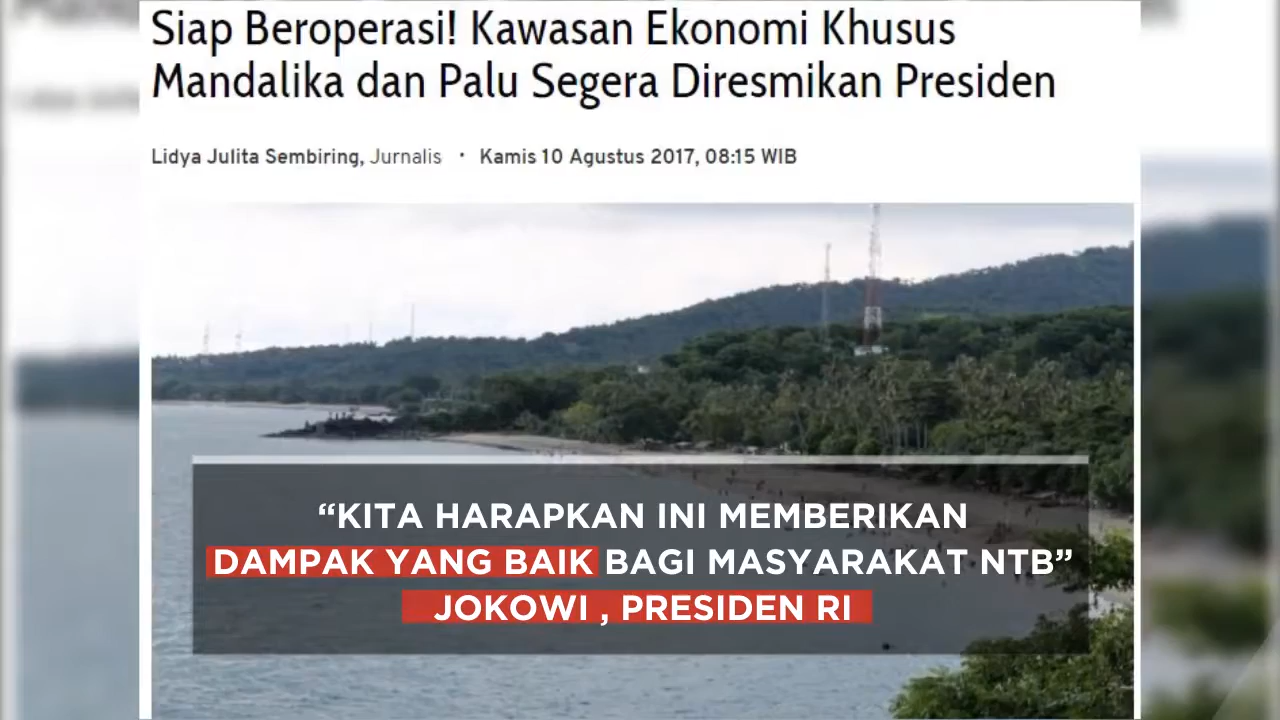 Siap Beroperasi! Kawasan Ekonomi Khusus
Mandalika dan Palu Segera Diresmikan Presiden
Lidya Julita Sembiring, Jurnalis · Kamis 10 Agustus 2017, 08:15 WIB
“KITA HARAPKAN INI MEMBERIKAN
DAMPAK YANG BAIK BAGI MASYARAKAT NTB”
JOKOWI , PRESIDEN RI